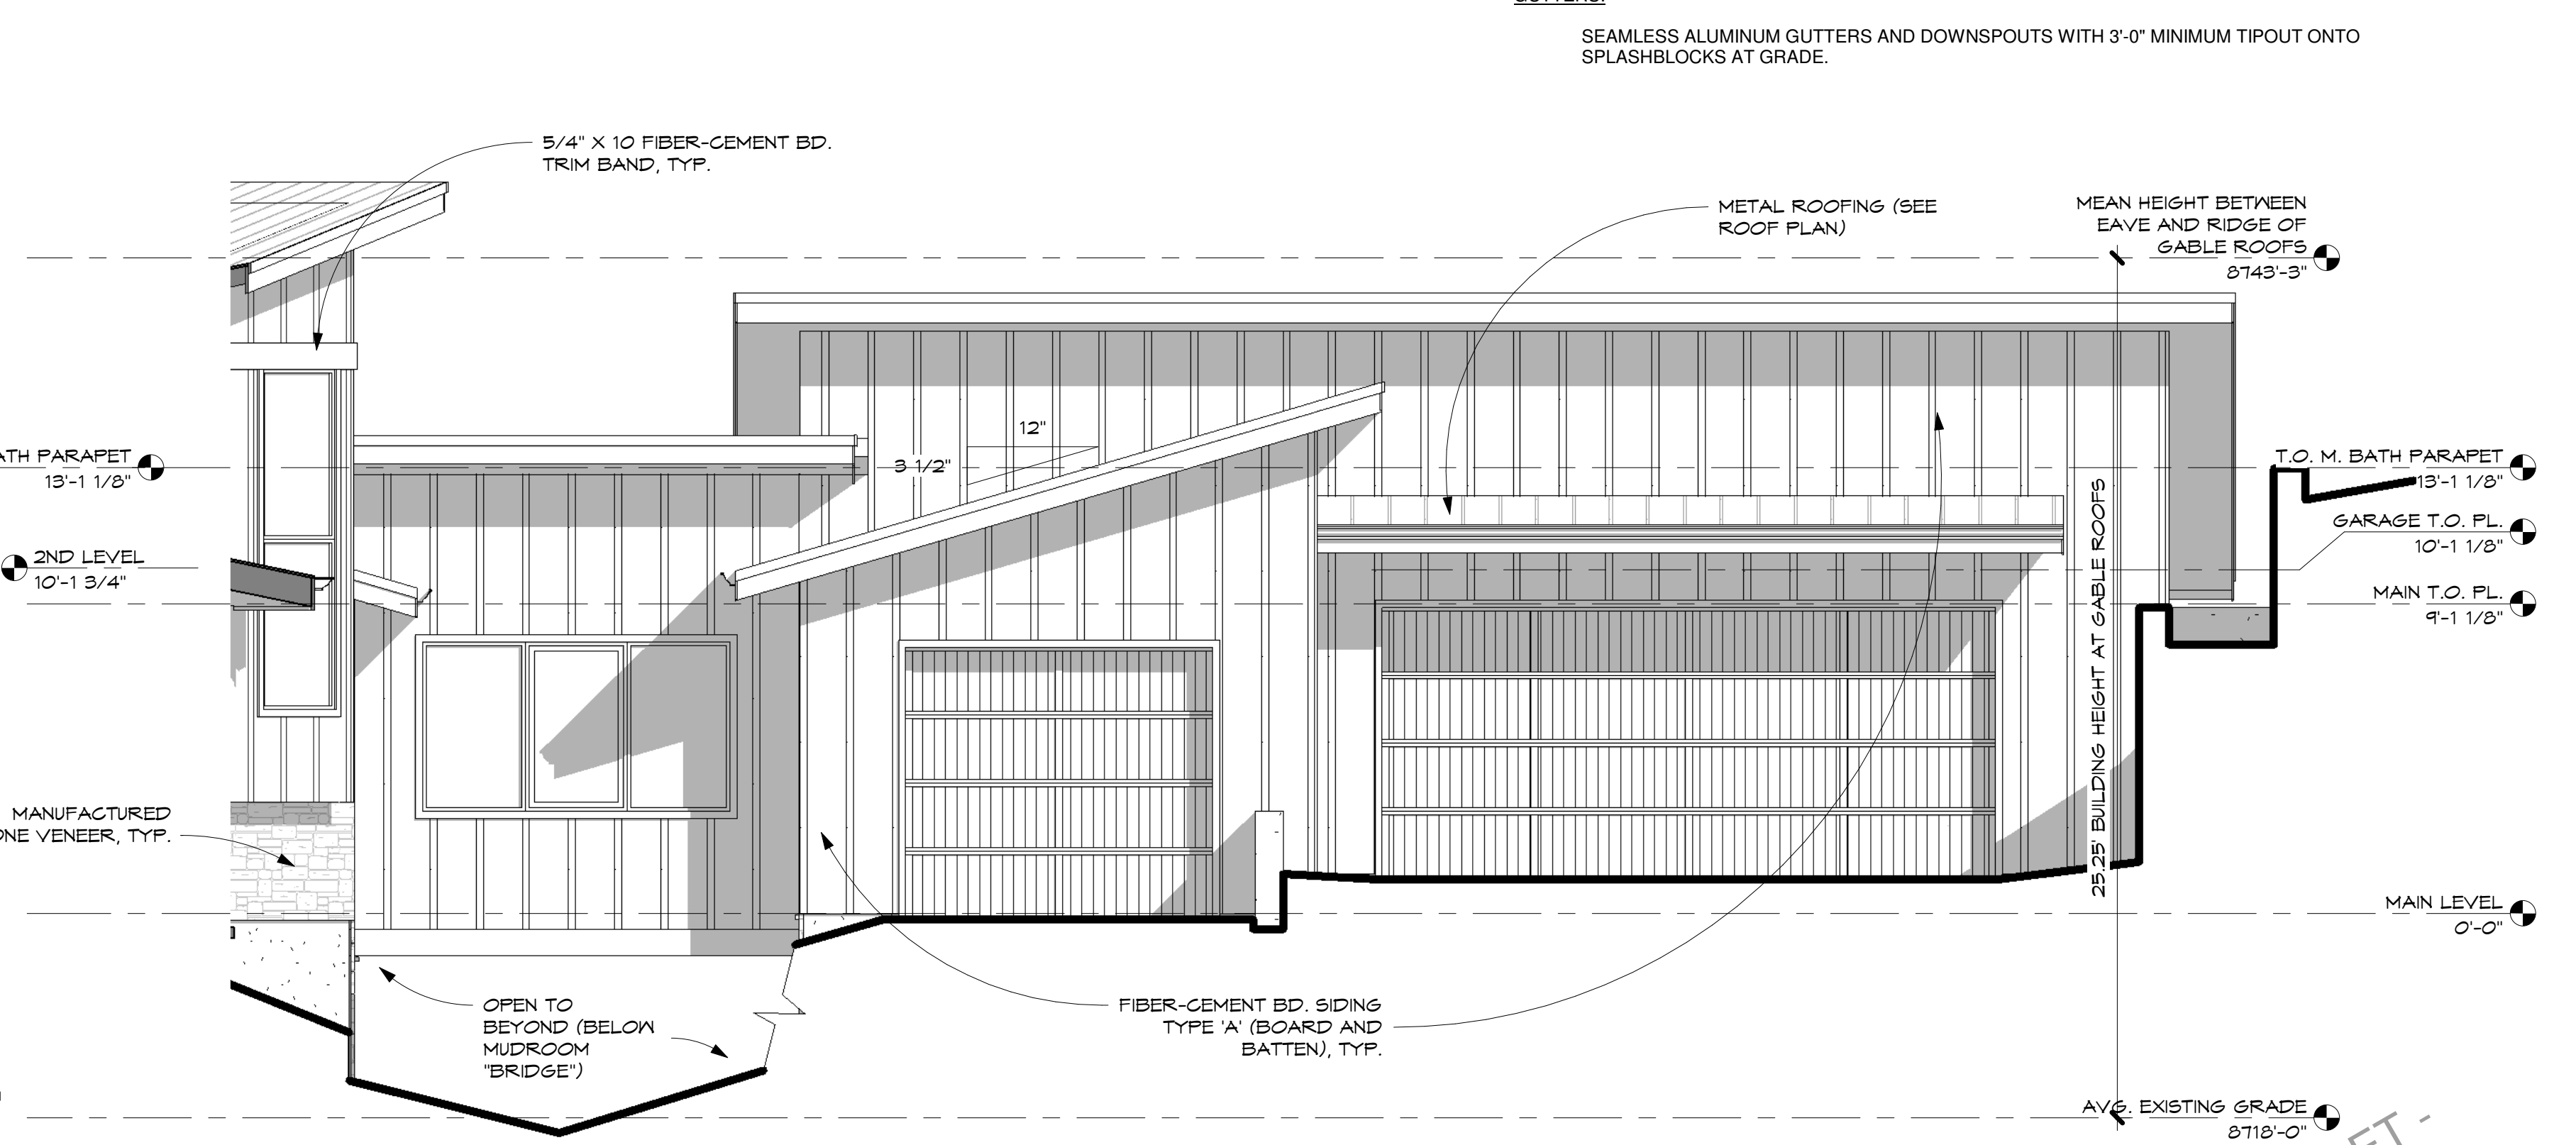 GUTTERS:
SEAMLESS ALUMINUM GUTTERS AND DOWNSPOUTS WITH 3'-0" MINIMUM TIPOUT ONTO
SPLASHBLOCKS AT GRADE.
5/4" X 10 FIBER-CEMENT BD.
TRIM BAND, TYP.
METAL ROOFING (SEE
ROOF PLAN)
MEAN HEIGHT BETWEEN
EAVE AND RIDGE OF
GABLE ROOFS
8743'-3"
12"
3 1/2"
ATH PARAPET
13'-1 1/8"
T.O. M. BATH PARAPET
13'-1 1/8"
GARAGE T.O. PL.
10'-1 1/8"
2ND LEVEL
10'-1 3/4"
MAIN T.O. PL.
9'-1 1/8"
25.25' BUILDING HEIGHT AT GABLE ROOFS
MANUFACTURED
ONE VENEER, TYP.
MAIN LEVEL
0'-0"
OPEN TO
BEYOND (BELOW
MUDROOM
"BRIDGE")
FIBER-CEMENT BD. SIDING
TYPE 'A' (BOARD AND
BATTEN), TYP.
AVG. EXISTING GRADE
8718'-0"
ET -